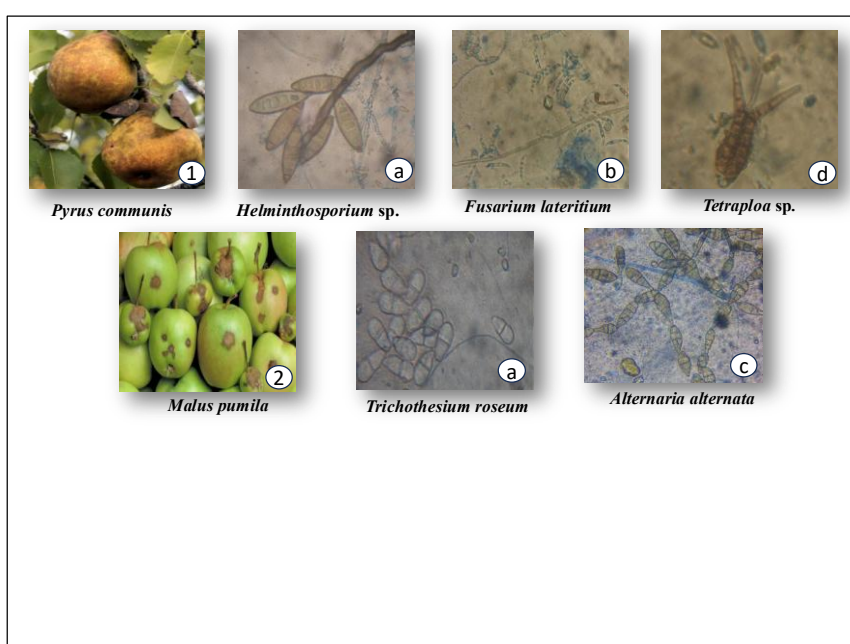 1
a
b
d
Pyrus communis
Helminthosporium sp.
Fusarium lateritium
Tetraploa sp.
2
a
c
Malus pumila
Trichothesium roseum
Alternaria alternata